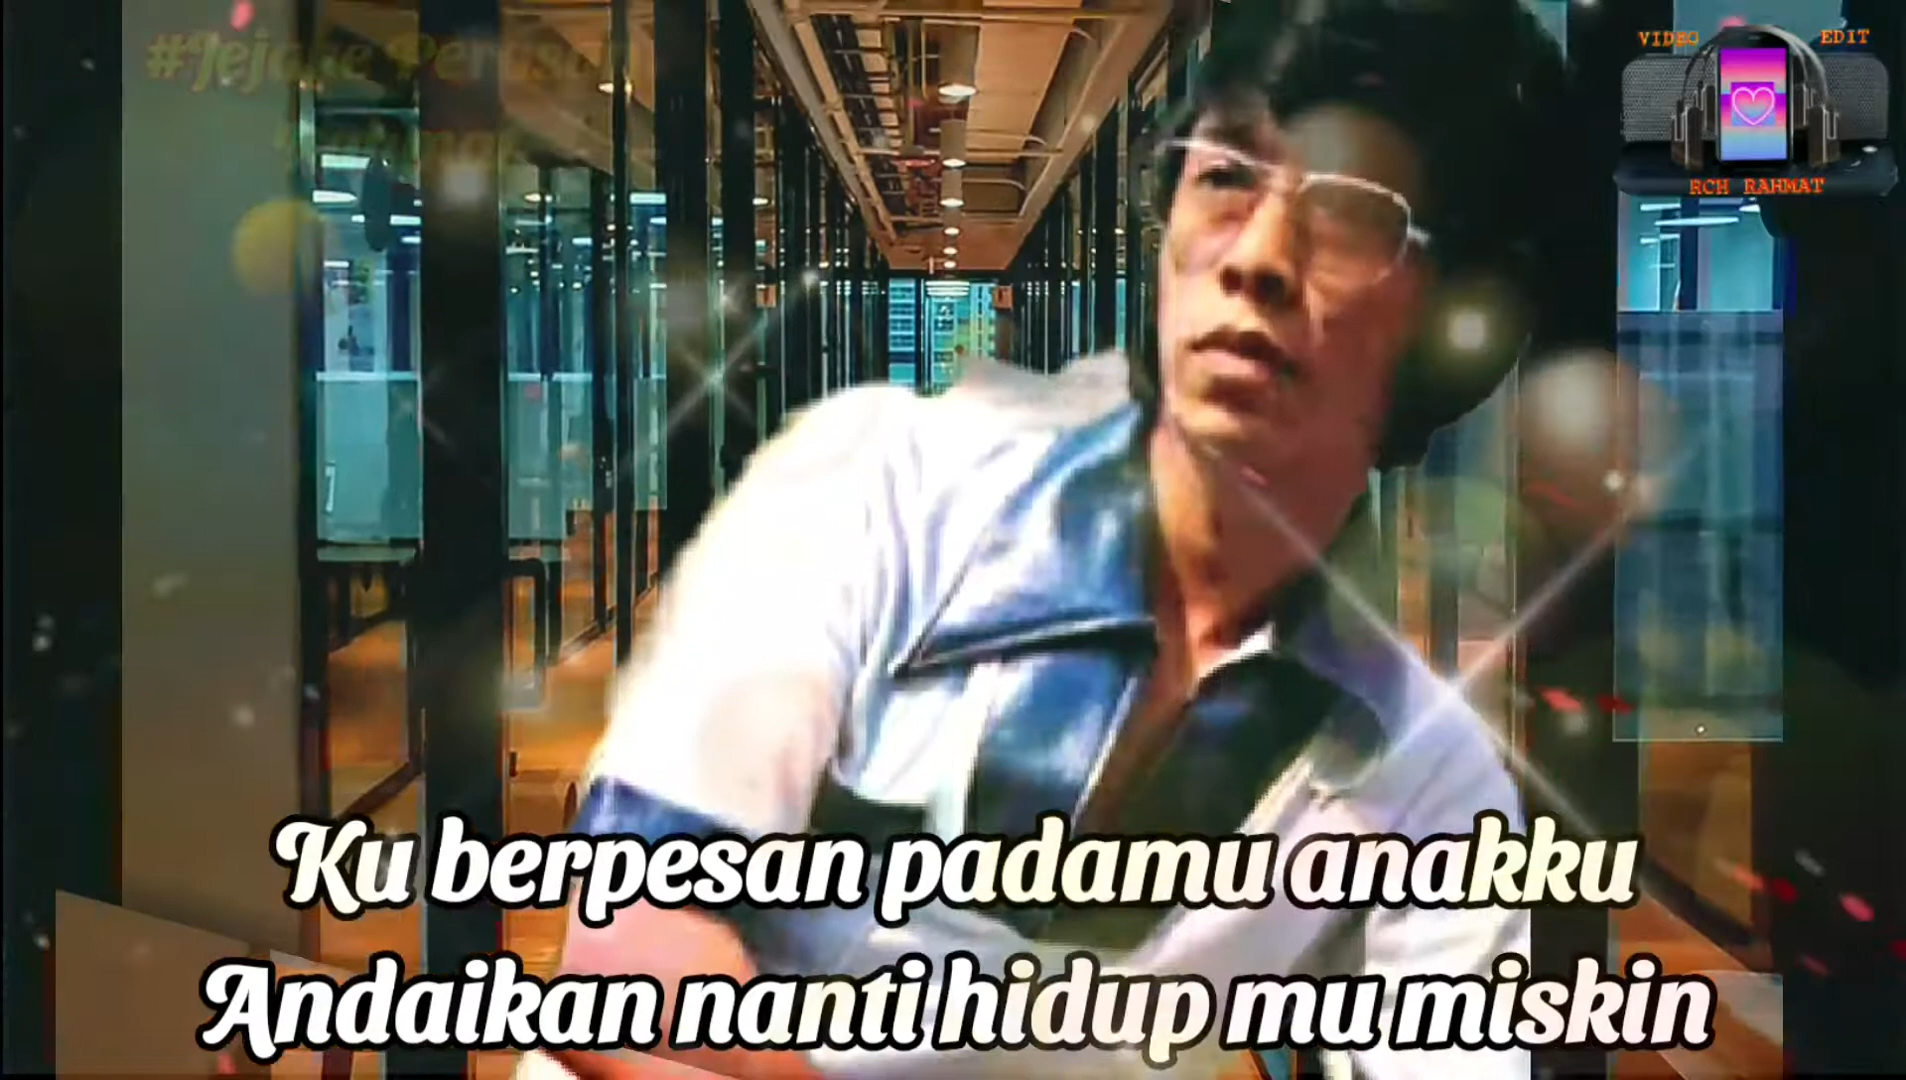 VIDEO EDIT
RCH RAHMAT
Ku berpesan padamu anakku
Andaikan nanti hidup mu miskin